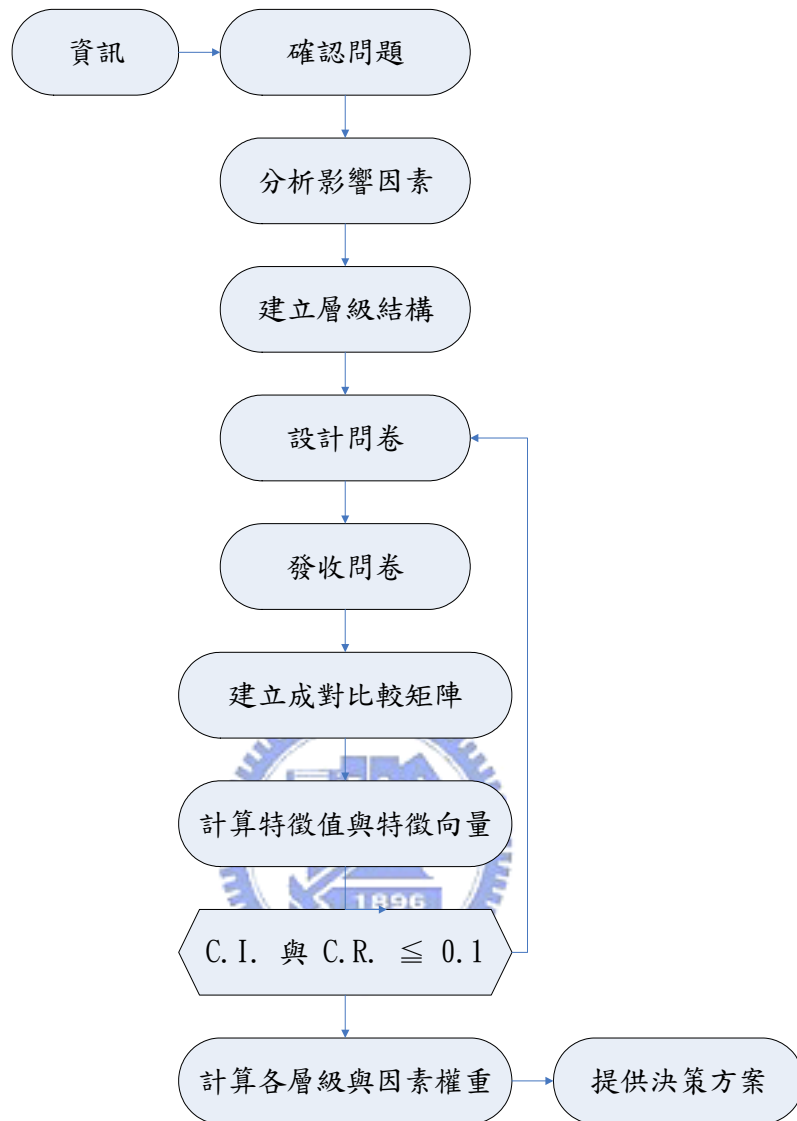 資訊
確認問題
分析影響因素
建立層級結構
設計問卷
發收問卷
建立成對比較矩陣
計算特徵值與特徵向量
1896
C.I. 與 C.R. ≦ 0.1
計算各層級與因素權重
提供決策方案